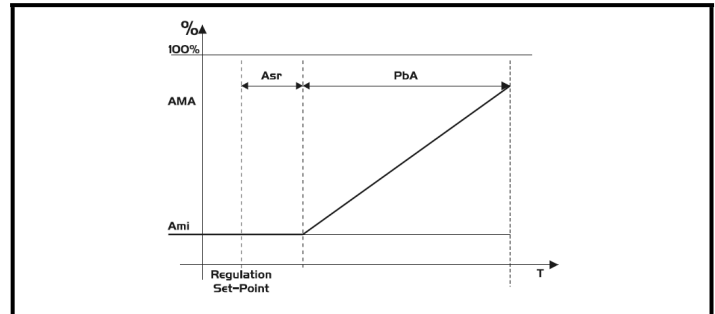 %
100%
Asr PbA
AMA
Ami
T
Regulation
Set-Point